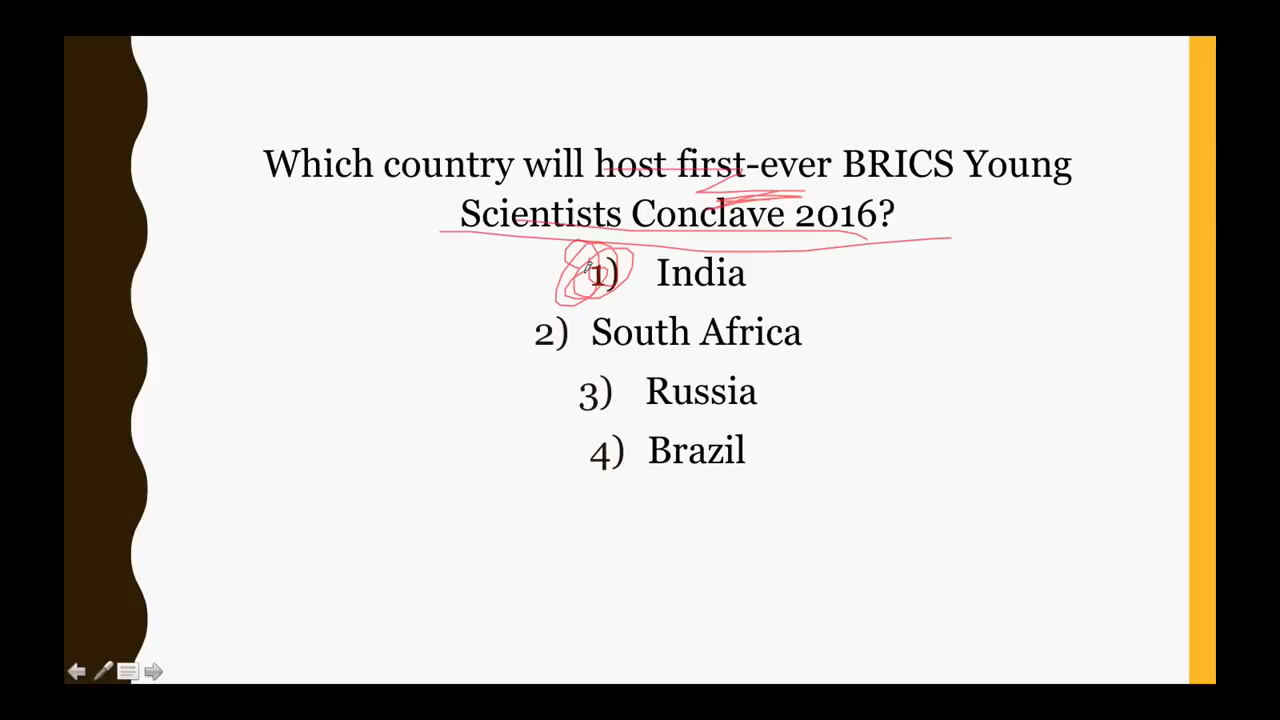 Which country will host first-ever BRICS Young
Scientists Conclave 2016?
1) India
2) South Africa
3) Russia
4) Brazil